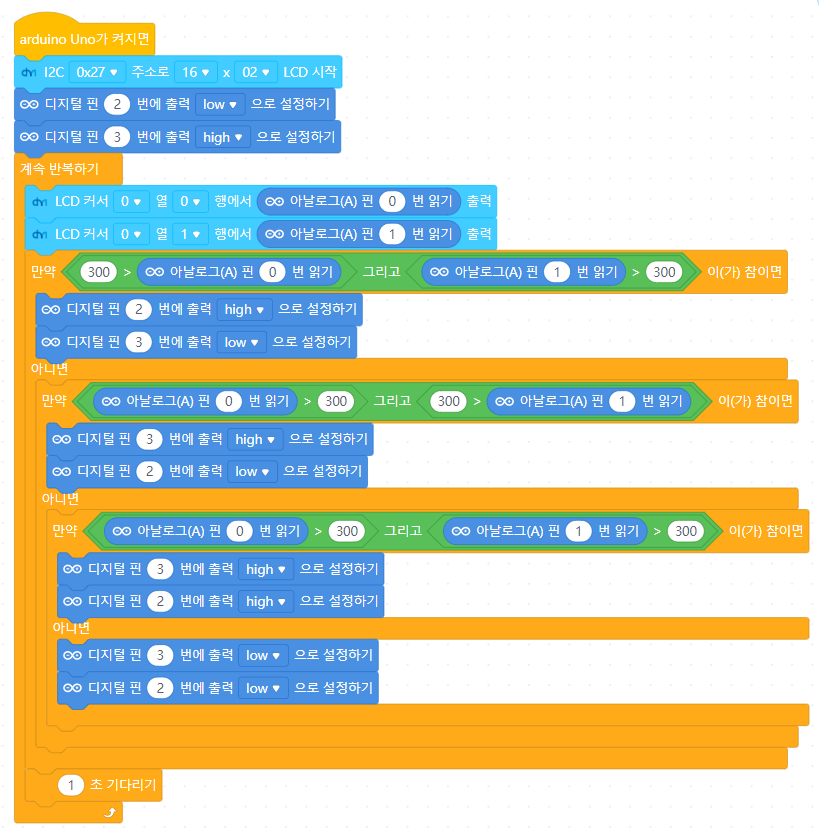 arduino Uno가 켜지면
I2C 0x27 주소로 16 x 02 LCD 시작
디지털 핀 2 번에 출력 low 으로 설정하기
디지털 핀 3 번에 출력 high 으로 설정하기
계속 반복하기
LCD 커서 0 열 0 행에서 아날로그(A) 핀 0 번 읽기 출력
LCD 커서 0 열 1 행에서 아날로그(A) 핀 1 번 읽기 출력
만약 300 > 아날로그(A) 핀 0 번 읽기 그리고 아날로그(A) 핀 1 번 읽기 > 300 이(가) 참이면
디지털 핀 2 번에 출력 high 으로 설정하기
디지털 핀 3 번에 출력 low 으로 설정하기
아니면
만약 아날로그(A) 핀 0 번 읽기 > 300 그리고 300 > 아날로그(A) 핀 1 번 읽기 이(가) 참이면
디지털 핀 3 번에 출력 high 으로 설정하기
디지털 핀 2 번에 출력 low 으로 설정하기
아니면
만약 아날로그(A) 핀 0 번 읽기 > 300 그리고 아날로그(A) 핀 1 번 읽기 > 300 이(가) 참이면
디지털 핀 3 번에 출력 high 으로 설정하기
디지털 핀 2 번에 출력 high 으로 설정하기
아니면
디지털 핀 3 번에 출력 low 으로 설정하기
디지털 핀 2 번에 출력 low 으로 설정하기
1 초 기다리기